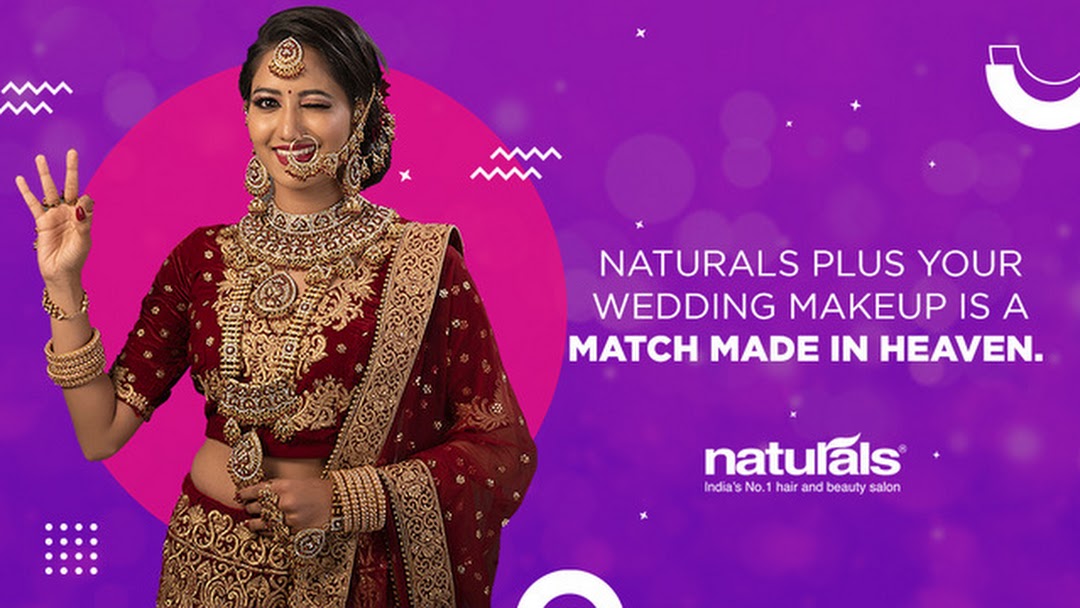 NATURALS PLUS YOUR
WEDDING MAKEUP IS A
MATCH MADE IN HEAVEN.
naturals®
India's No.1 hair and beauty salon